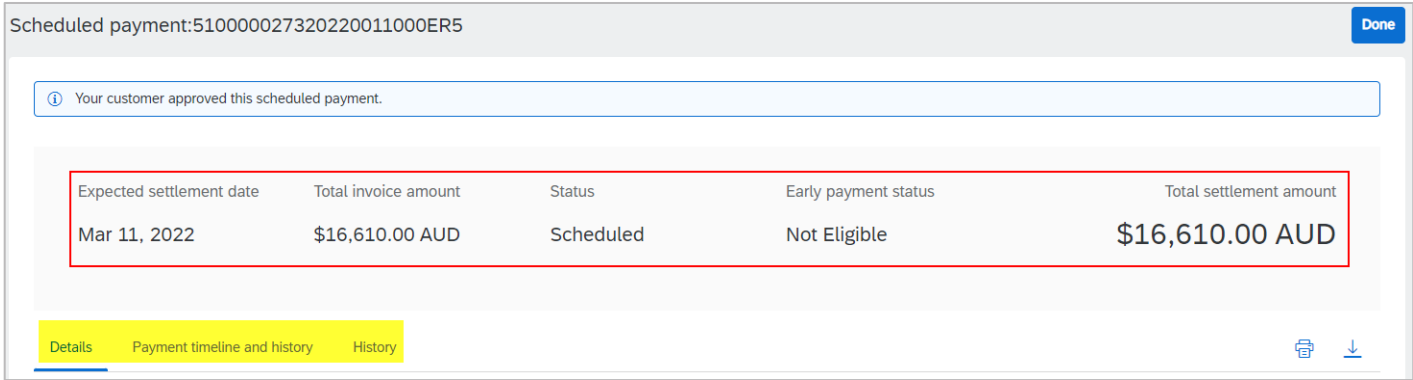 Scheduled payment:510000027320220011000ER5
Done
Your customer approved this scheduled payment.
Expected settlement date Total invoice amount Status Early payment status Total settlement amount
Mar 11, 2022 $16,610.00 AUD Scheduled Not Eligible $16,610.00 AUD
Details Payment timeline and history History